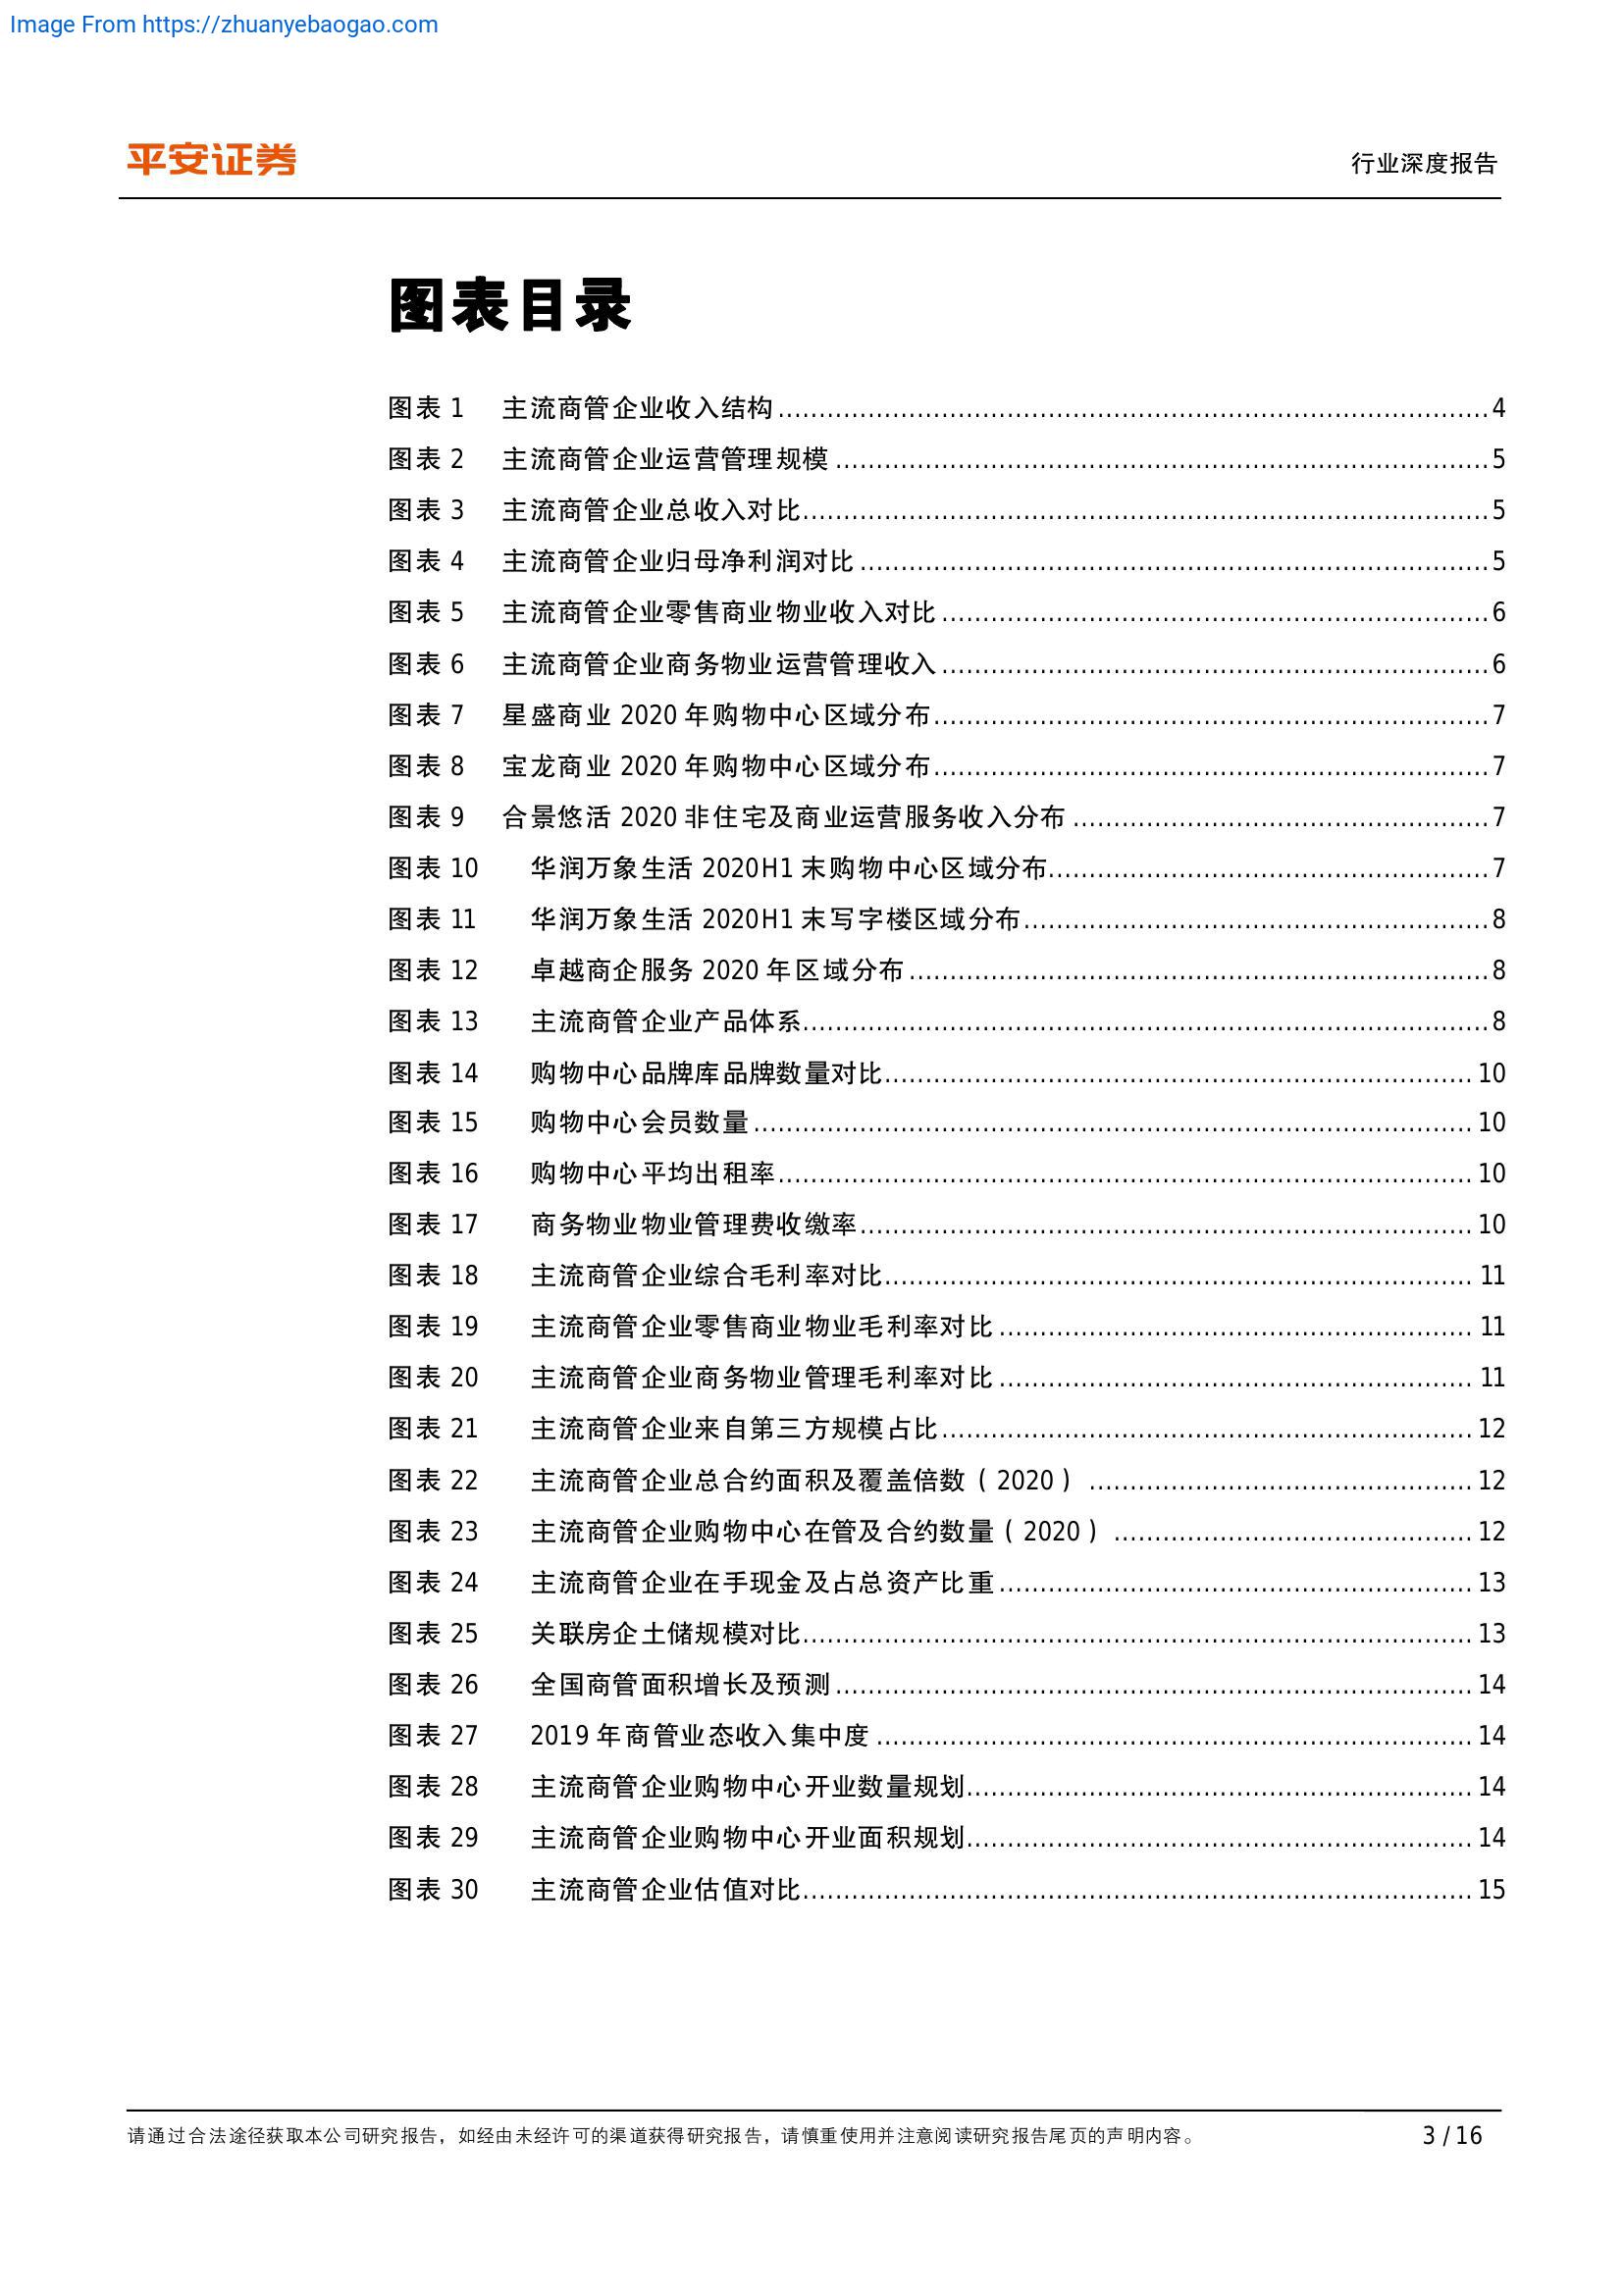 Image From https://zhuanyebaogao.com
平安证券
行业深度报告
图表目录
图表 1 主流商管企业收入结构 4
图表 2 主流商管企业运营管理规模 5
图表 3 主流商管企业总收入对比 5
图表 4 主流商管企业归母净利润对比 5
图表 5 主流商管企业零售商业物业收入对比 6
图表 6 主流商管企业商务物业运营管理收入 6
图表 7 星盛商业 2020 年购物中心区域分布 7
图表 8 宝龙商业 2020 年购物中心区域分布 7
图表 9 合景悠活 2020 非住宅及商业运营服务收入分布 7
图表 10 华润万象生活 2020H1 末购物中心区域分布 7
图表 11 华润万象生活 2020H1 末写字楼区域分布 8
图表 12 卓越商企服务 2020 年区域分布 8
图表 13 主流商管企业产品体系 8
图表 14 购物中心品牌库品牌数量对比 10
图表 15 购物中心会员数量 10
图表 16 购物中心平均出租率 10
图表 17 商务物业物业管理费收缴率 10
图表 18 主流商管企业综合毛利率对比 11
图表 19 主流商管企业零售商业物业毛利率对比 11
图表 20 主流商管企业商务物业管理毛利率对比 11
图表 21 主流商管企业来自第三方规模占比 12
图表 22 主流商管企业总合约面积及覆盖倍数（2020） 12
图表 23 主流商管企业购物中心在管及合约数量（2020） 12
图表 24 主流商管企业在手现金及占总资产比重 13
图表 25 关联房企土储规模对比 13
图表 26 全国商管面积增长及预测 14
图表 27 2019 年商管业态收入集中度 14
图表 28 主流商管企业购物中心开业数量规划 14
图表 29 主流商管企业购物中心开业面积规划 14
图表 30 主流商管企业估值对比 15
请通过合法途径获取本公司研究报告，如经由未经许可的渠道获得研究报告，请慎重使用并注意阅读研究报告尾页的声明内容。 3 / 16